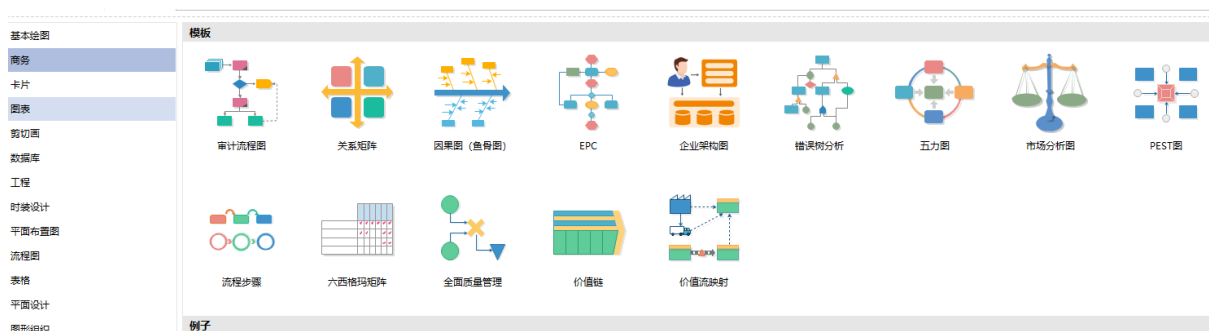 基本绘图
商务
卡片
图表
剪切画
数据库
工程
时装设计
平面布置图
流程图
表格
平面设计
图形组织
模板
审计流程图
关系矩阵
因果图（鱼骨图）
EPC
企业架构图
错误树分析
五力图
市场分析图
PEST图
流程步骤
六西格玛矩阵
全面质量管理
价值链
价值流映射
例子